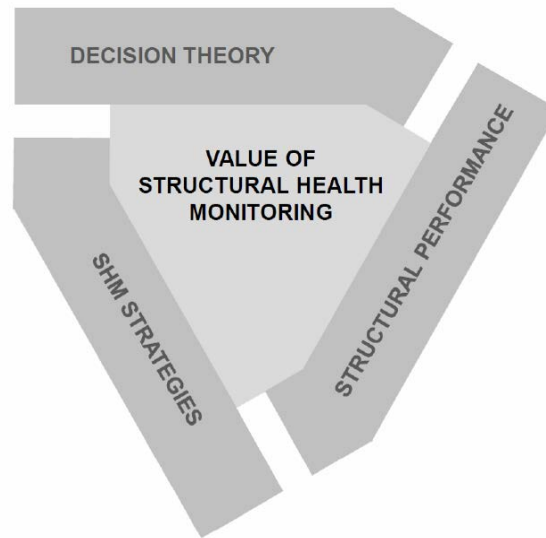 DECISION THEORY
VALUE OF
STRUCTURAL HEALTH
MONITORING
STRUCTURAL PERFORMANCE
SHM STRATEGIES